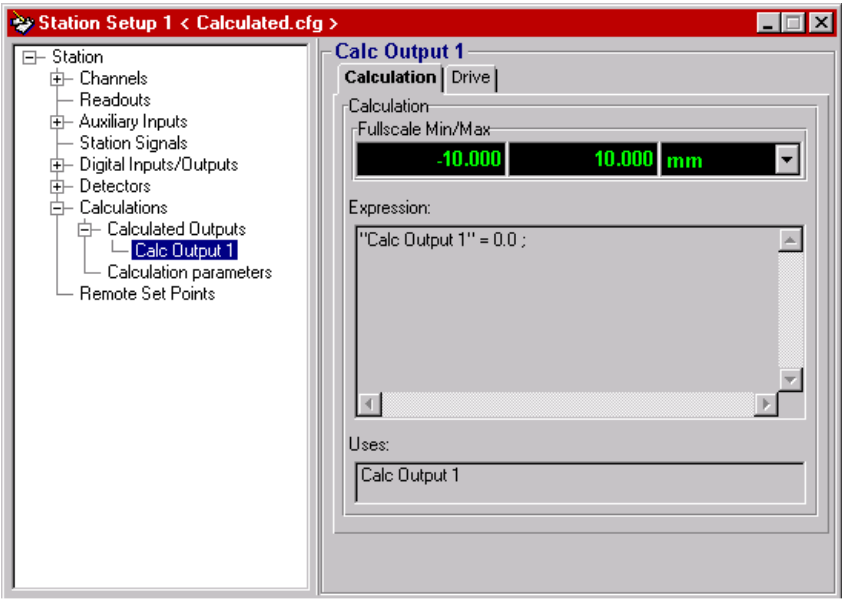 Station Setup 1 < Calculated.cfg >
Station
Channels
Readouts
Auxiliary Inputs
Station Signals
Digital Inputs/Outputs
Detectors
Calculations
Calculated Outputs
Calc Output 1
Calculation parameters
Remote Set Points
Calc Output 1
Calculation Drive
Calculation
Fullscale Min/Max
-10.000 10.000 mm
Expression:
"Calc Output 1" = 0.0 ;
Uses:
Calc Output 1